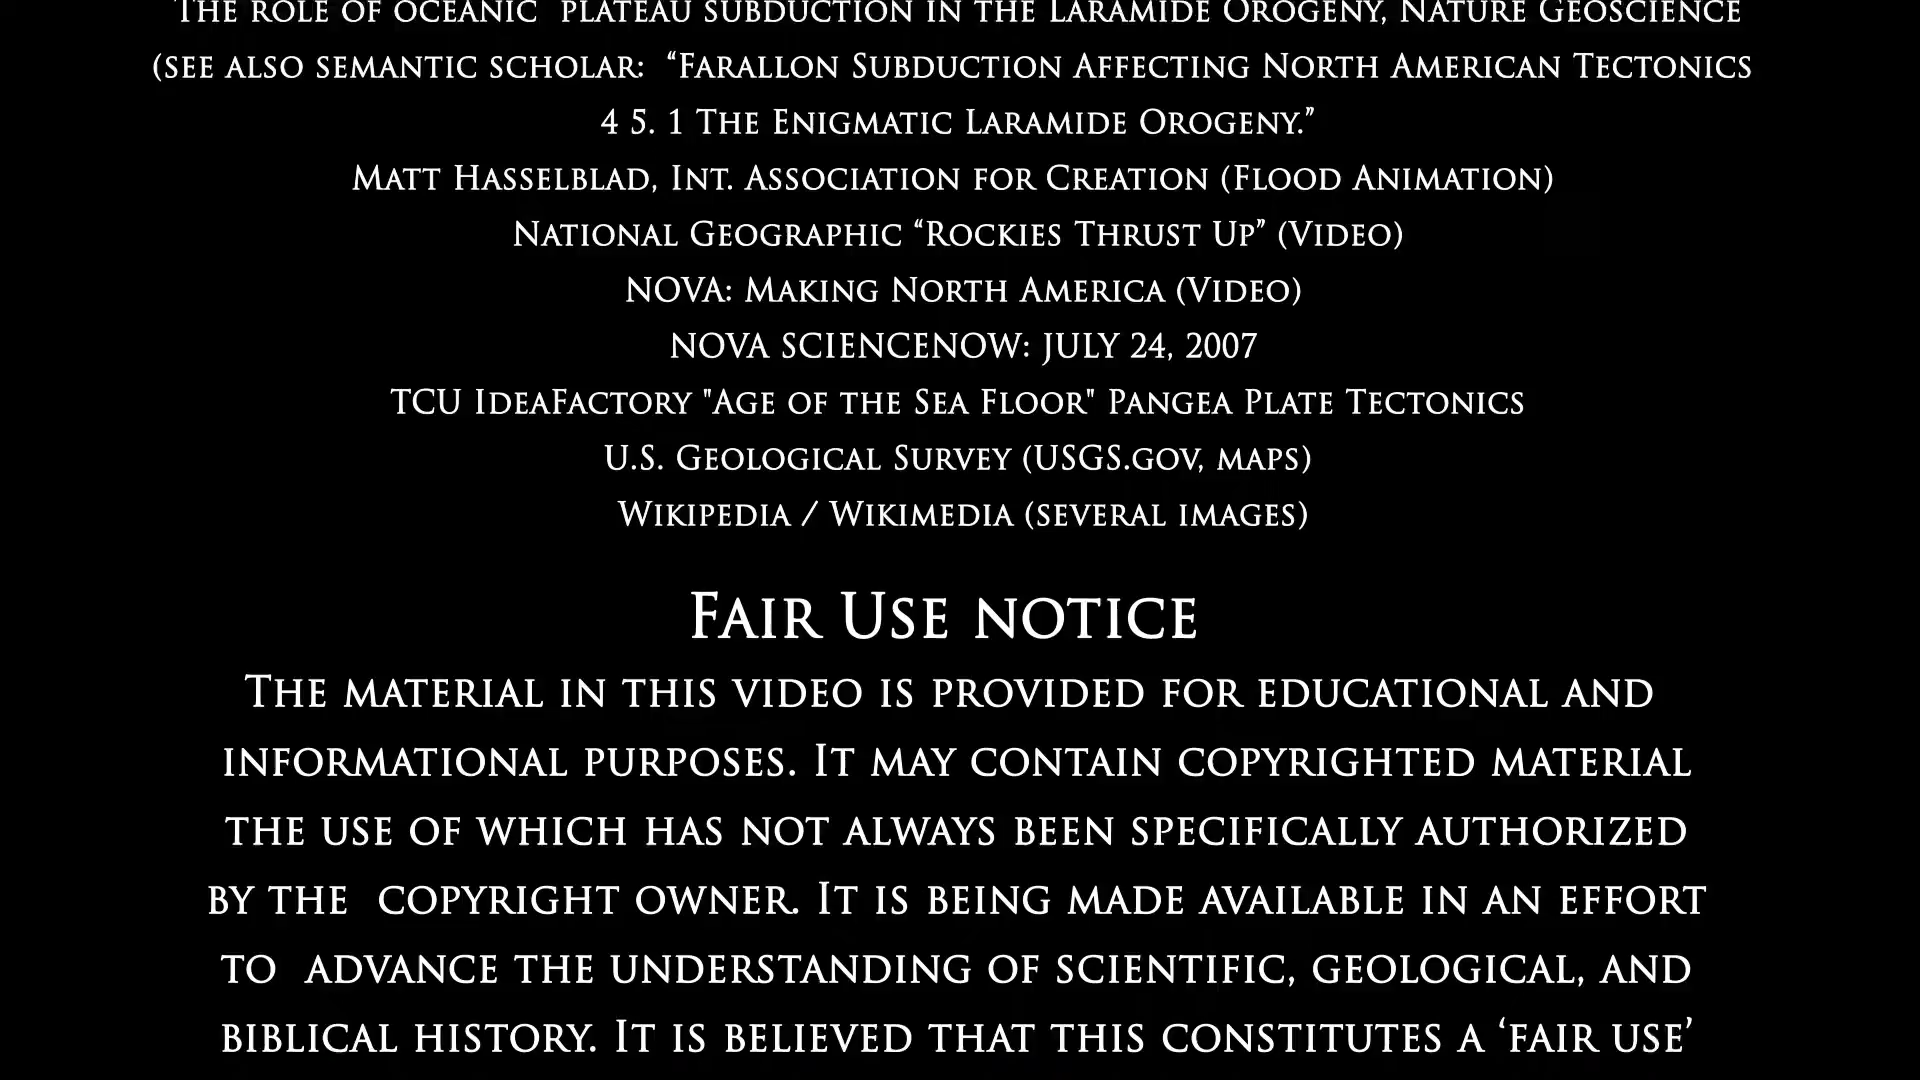 The role of oceanic  plateau subduction in the Laramide Orogeny, Nature Geoscience
(see also semantic scholar:  “Farallon Subduction Affecting North American Tectonics
4 5. 1 The Enigmatic Laramide Orogeny.”
Matt Hasselblad, Int. Association for Creation (Flood Animation)
National Geographic “Rockies Thrust Up” (Video)
NOVA: Making North America (Video)
NOVA SCIENCENOW: JULY 24, 2007
TCU IdeaFactory "Age of the Sea Floor" Pangea Plate Tectonics
U.S. Geological Survey (USGS.gov, maps)
Wikipedia / Wikimedia (several images)
Fair Use notice
The material in this video is provided for educational and
informational purposes. It may contain copyrighted material
the use of which has not always been specifically authorized
by the  copyright owner. It is being made available in an effort
to  advance the understanding of scientific, geological, and
biblical history. It is believed that this constitutes a ‘fair use’